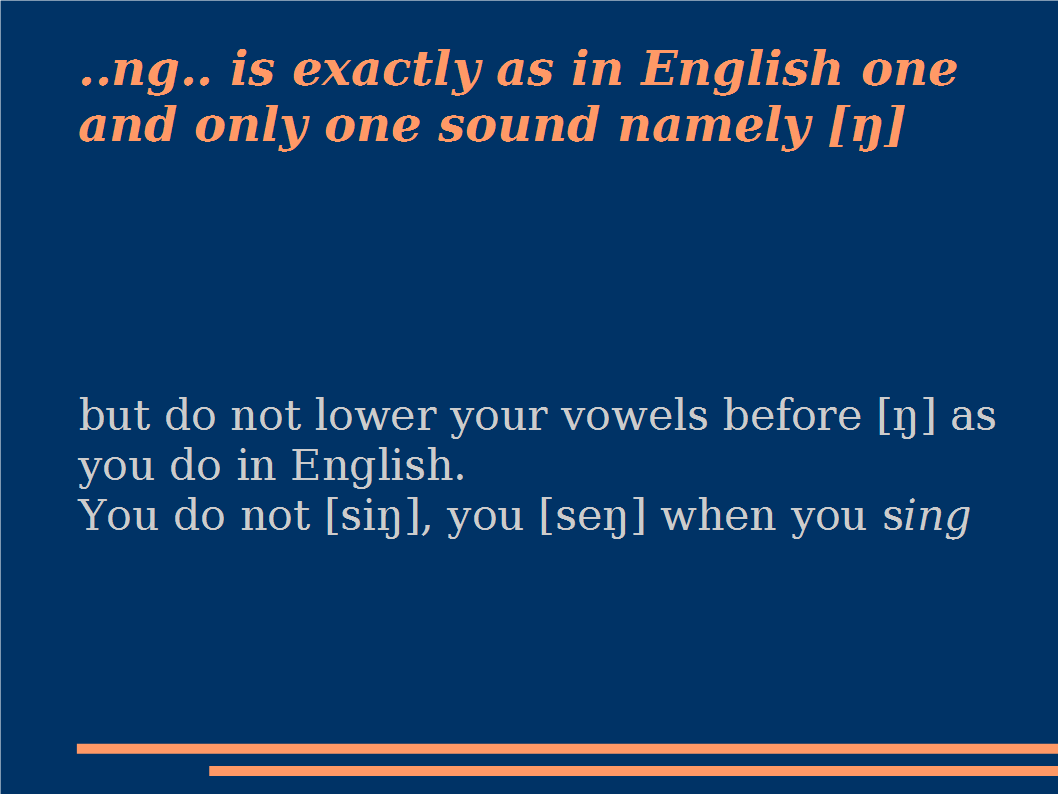 ..ng.. is exactly as in English one
and only one sound namely [ŋ]
but do not lower your vowels before [ŋ] as
you do in English.
You do not [siŋ], you [seŋ] when you sing